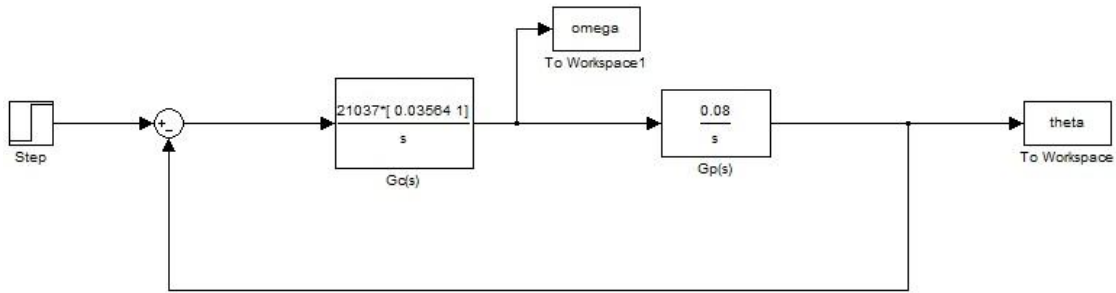 omega
To Workspace1
Step
+
-
21037*[ 0.03564 1]
s
Gc(s)
0.08
s
Gp(s)
theta
To Workspace